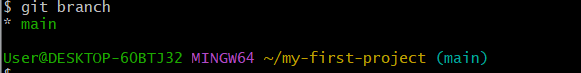 $ git branch
* main
User@DESKTOP-6OBTJ32 MINGW64 ~/my-first-project (main)
$